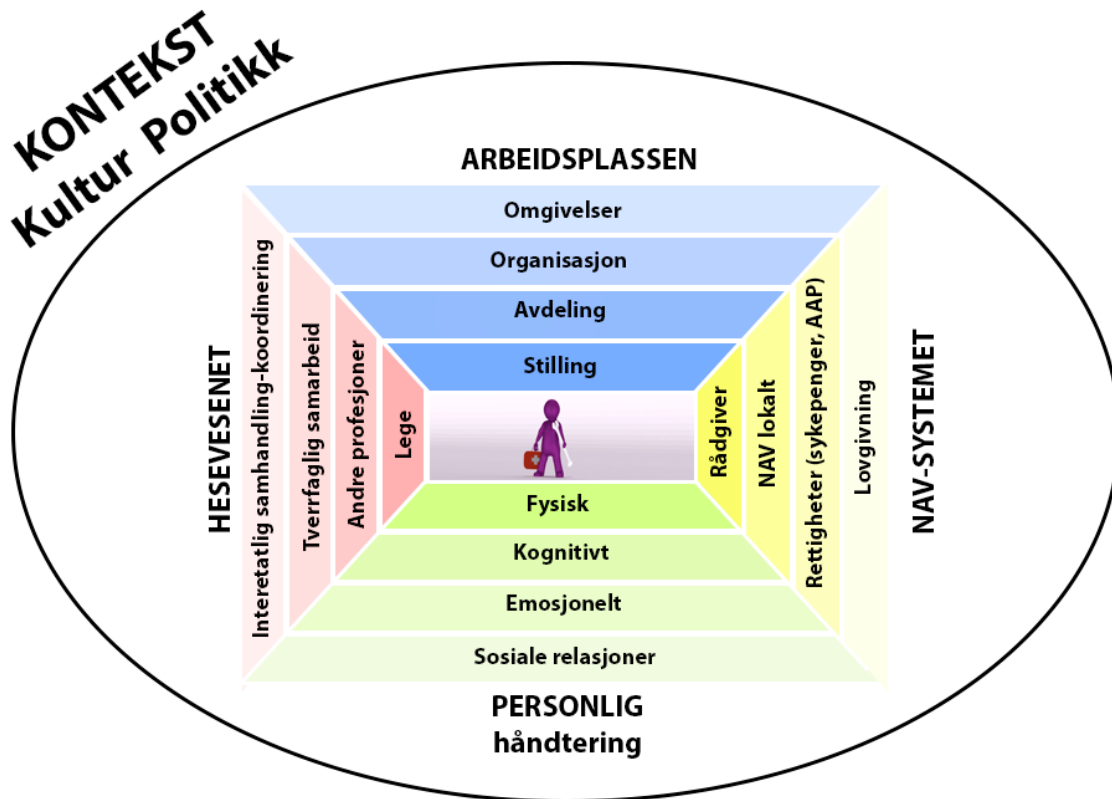 KONTEKST
Kultur Politikk
ARBEIDSPLASSEN
Omgivelser
Organisasjon
Avdeling
Stilling
HESEVESENET
Interetatlig samhandling-koordinering
Tverrfaglig samarbeid
Andre profesjoner
Lege
Rådgiver
NAV lokalt
Rettigheter (sykepenger, AAP)
Lovgivning
NAV-SYSTEMET
Fysisk
Kognitivt
Emosjonelt
Sosiale relasjoner
PERSONLIG
håndtering